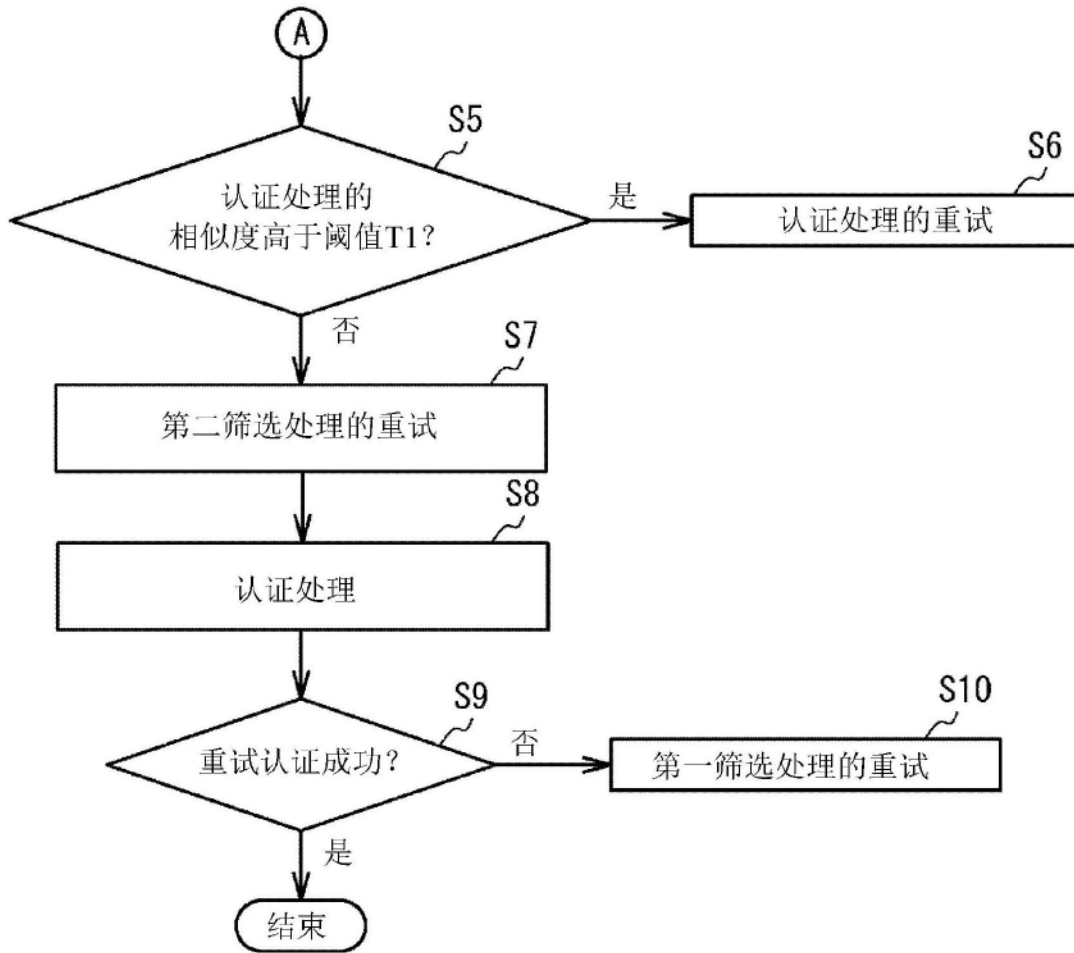 A
S5
认证处理的
相似度高于阈值T1?
是
S6
认证处理的重试
否
S7
第二筛选处理的重试
S8
认证处理
S9
重试认证成功?
否
S10
第一筛选处理的重试
是
结束